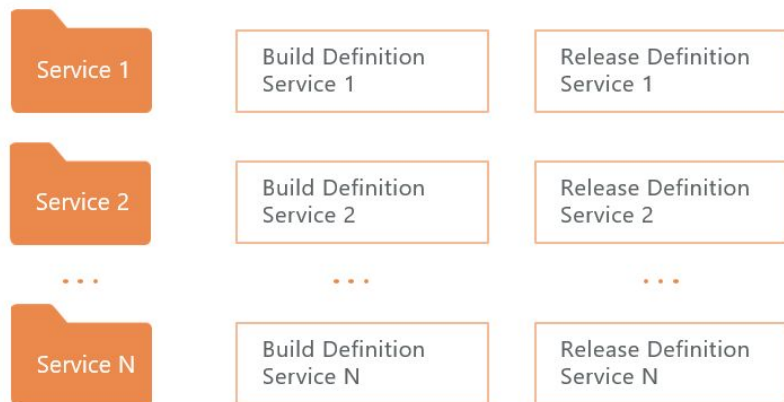 Service 1
Build Definition
Service 1
Release Definition
Service 1
Service 2
Build Definition
Service 2
Release Definition
Service 2
... ... ...
Service N
Build Definition
Service N
Release Definition
Service N